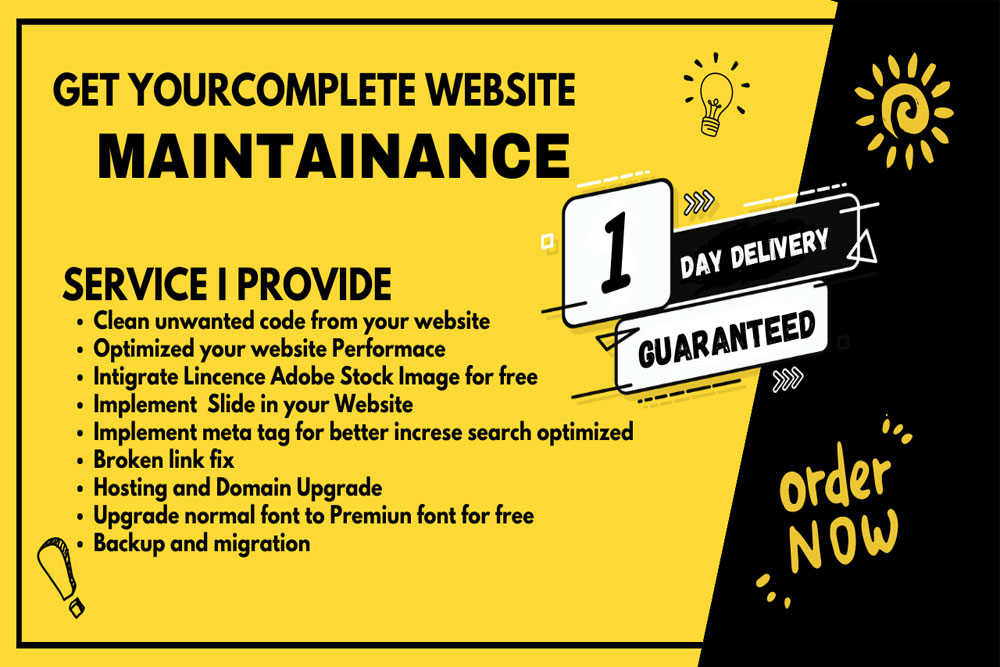 GET YOURCOMPLETE WEBSITE
MAINTAINANCE
1
DAY DELIVERY
GUARANTEED
SERVICE I PROVIDE
• Clean unwanted code from your website
• Optimized your website Performace
• Intigrate Lincence Adobe Stock Image for free
• Implement Slide in your Website
• Implement meta tag for better increse search optimized
• Broken link fix
• Hosting and Domain Upgrade
• Upgrade normal font to Premiun font for free
• Backup and migration
Order
NOW